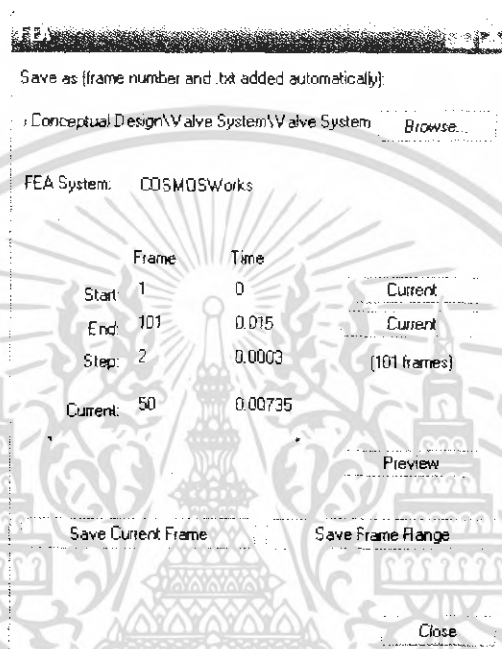 Save as (frame number and .txt added automatically):
Conceptual Design\Valve System\Valve System Browse...
FEA System: COSMOSWorks
Frame Time
Start: 1 0 Current
End: 101 0.015 Current
Step: 2 0.0003 (101 frames)
Current: 50 0.00735
Preview
Save Current Frame Save Frame Range
Close